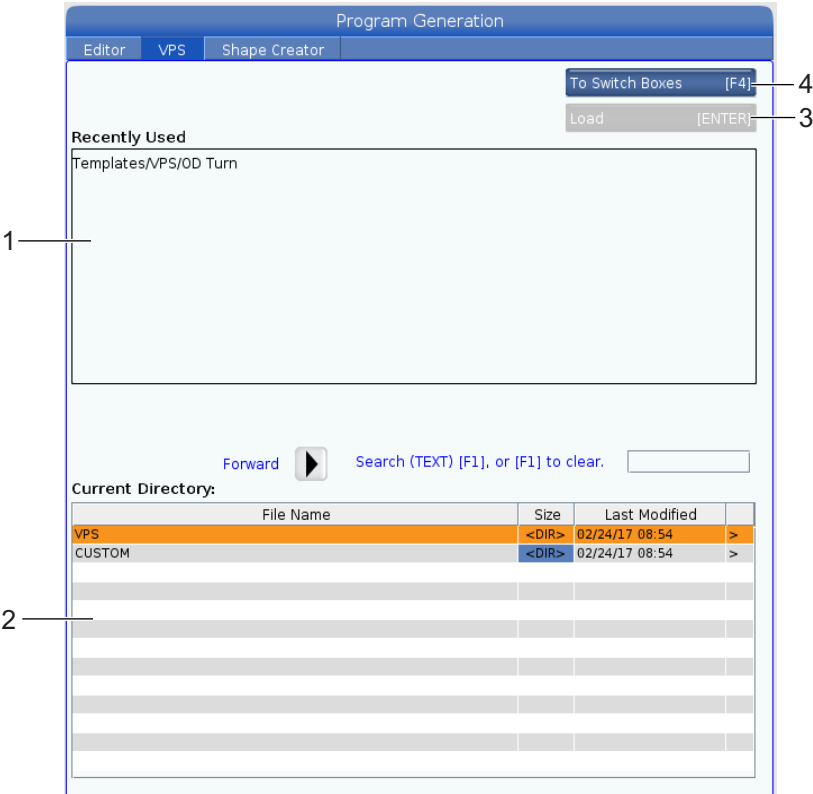 Program Generation
Editor VPS Shape Creator
To Switch Boxes [F4] 4
Load [ENTER] 3
Recently Used
Templates/VPS/OD Turn
1
Forward Search (TEXT) [F1], or [F1] to clear.
Current Directory:
File Name Size Last Modified
VPS <DIR> 02/24/17 08:54 >
CUSTOM <DIR> 02/24/17 08:54 >
2